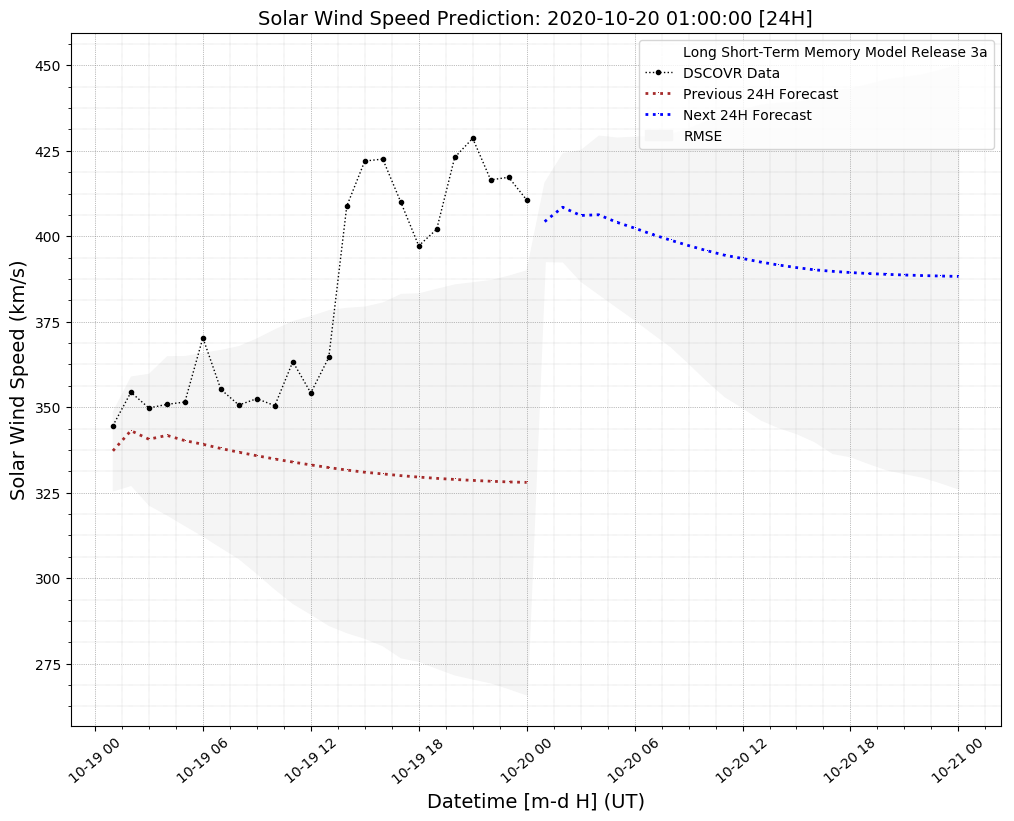 Solar Wind Speed Prediction: 2020-10-20 01:00:00 [24H]
Long Short-Term Memory Model Release 3a
DSCOVR Data
Previous 24H Forecast
Next 24H Forecast
RMSE
Solar Wind Speed (km/s)
450
425
400
375
350
325
300
275
10-19 00
10-19 06
10-19 12
10-19 18
10-20 00
10-20 06
10-20 12
10-20 18
10-21 00
Datetime [m-d H] (UT)